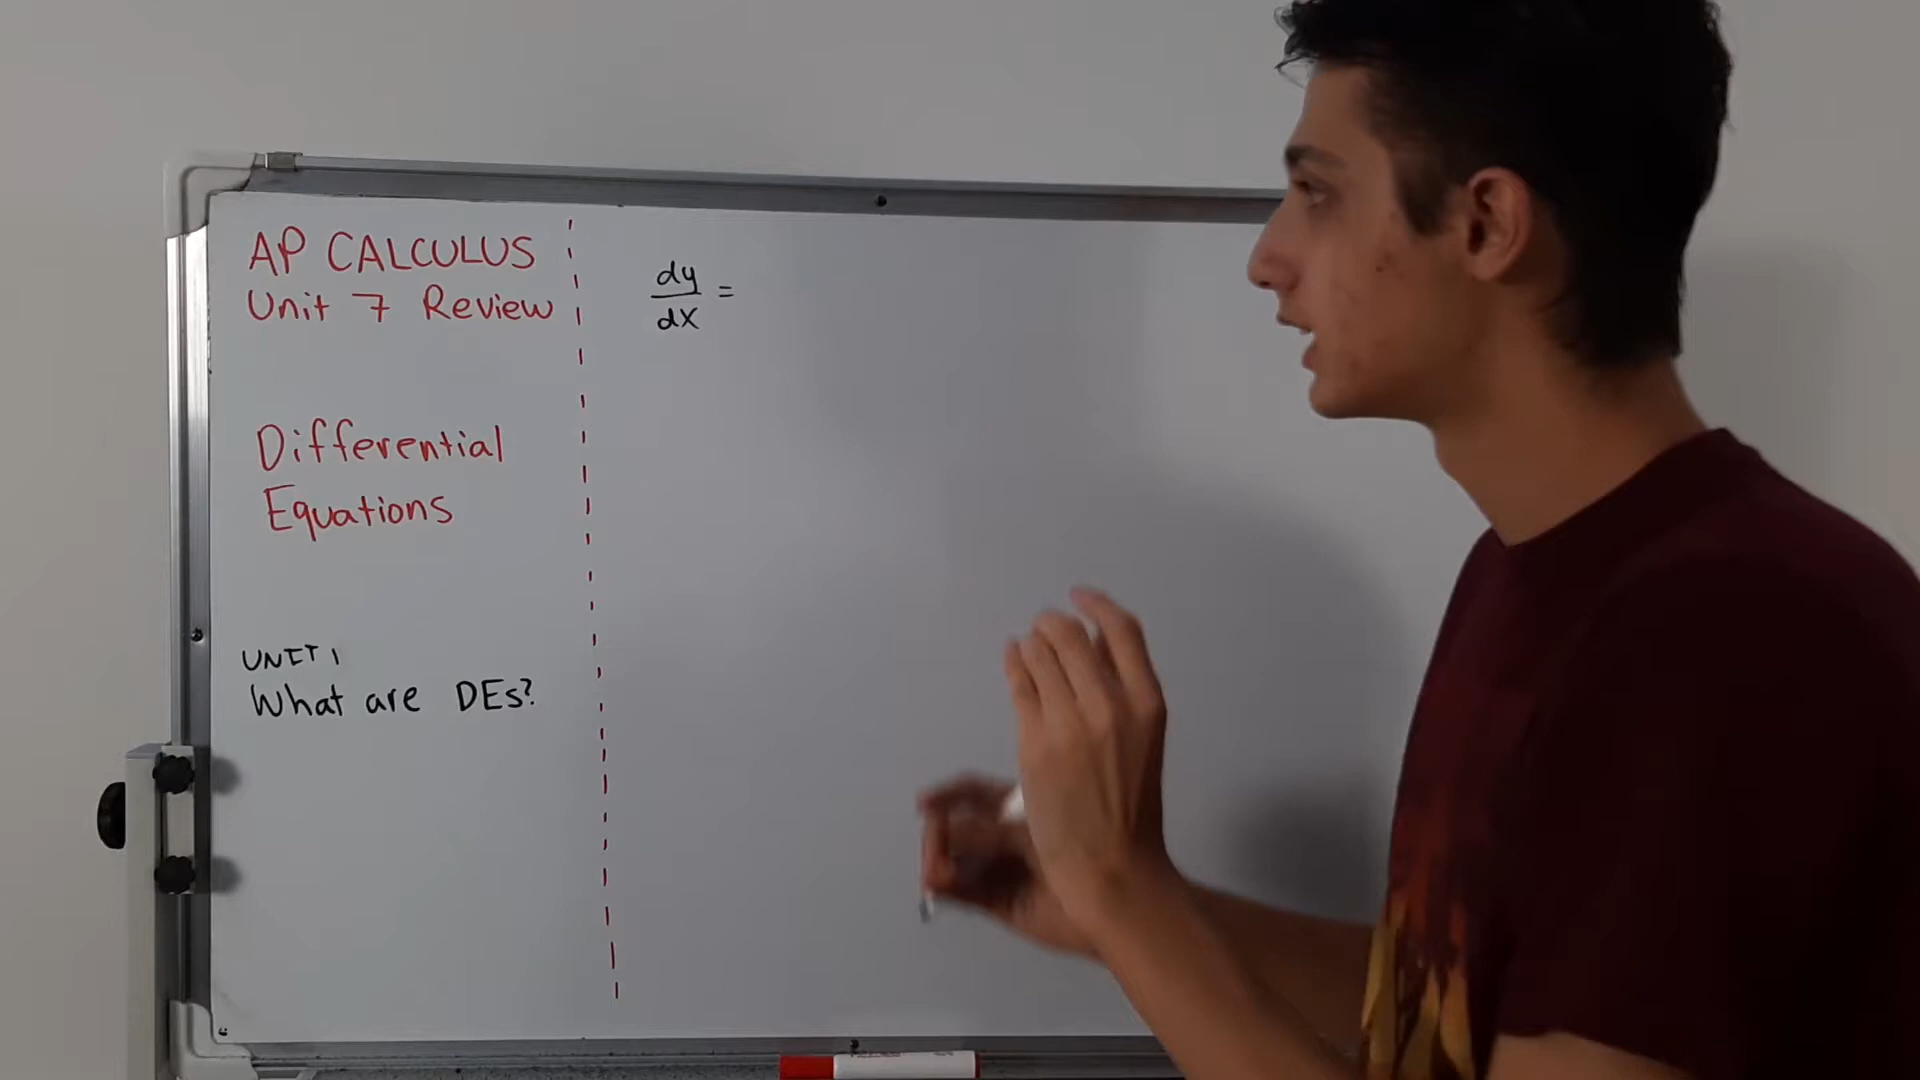 AP CALCULUS
Unit 7 Review
Differential
Equations
UNIT 1
What are DEs?
dy
dx =